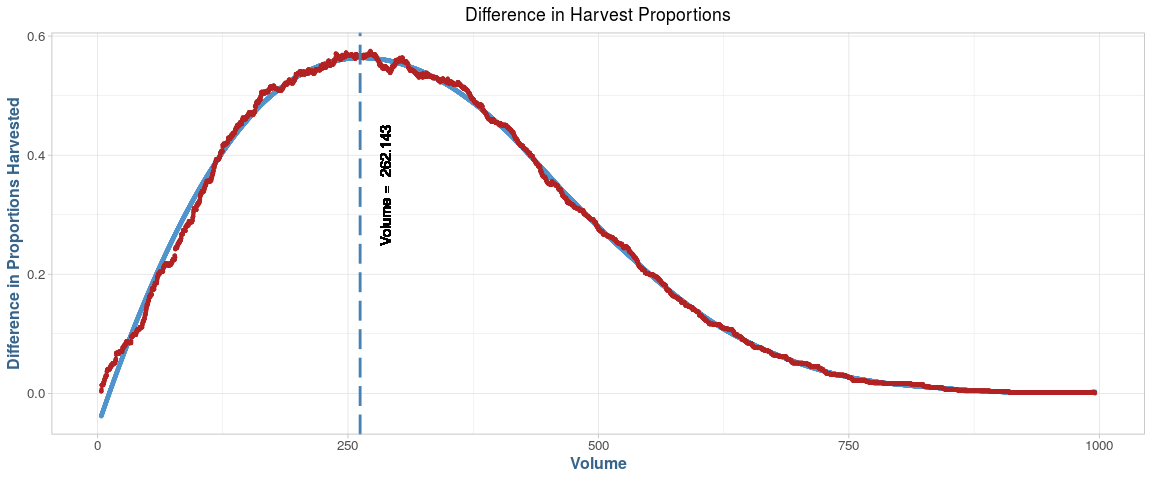 Difference in Harvest Proportions
Difference in Proportions Harvested
0.6
0.4
0.2
0.0
Volume = 262.143
0
250
500
750
1000
Volume